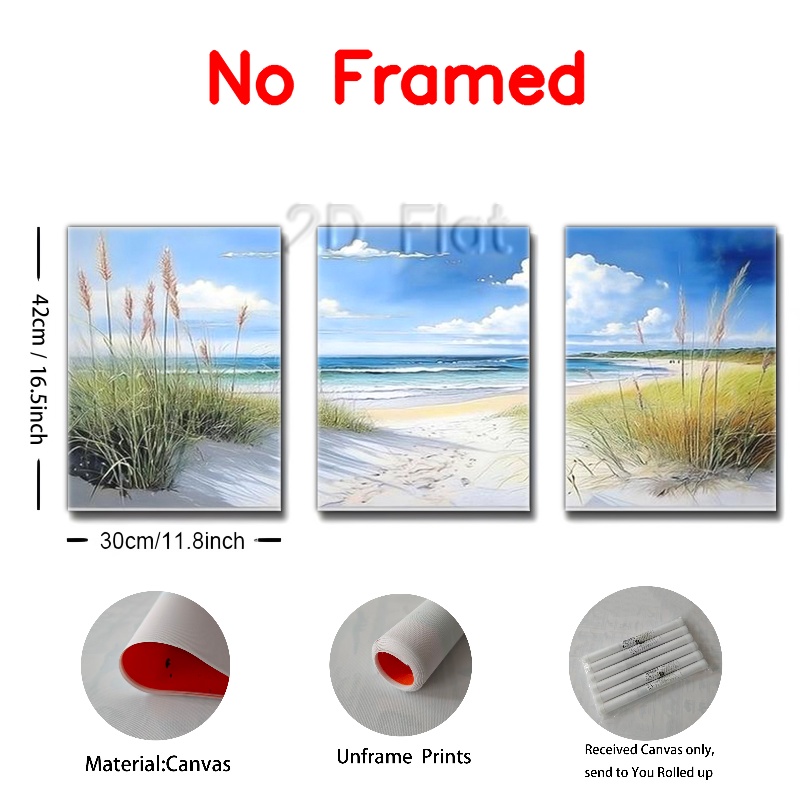 No Framed
2D Flat
42cm / 16.5inch
30cm/11.8inch
Material:Canvas
Unframe Prints
Received Canvas only,
send to You Rolled up